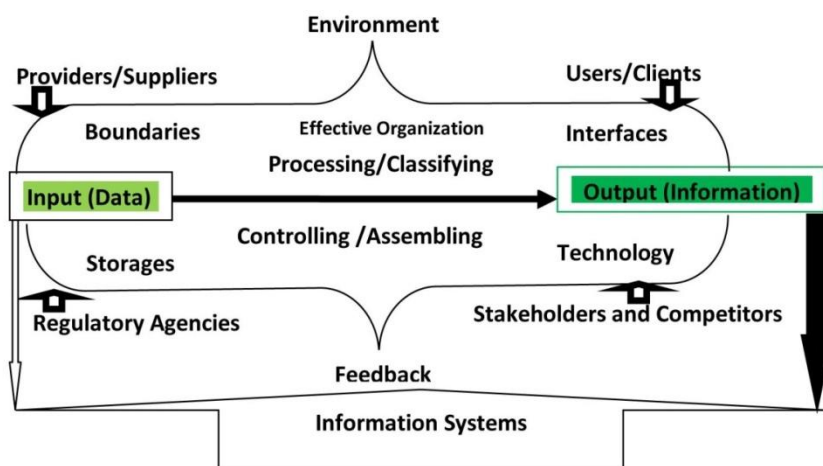 Environment
Providers/Suppliers
Users/Clients
Boundaries
Effective Organization
Interfaces
Processing/Classifying
Input (Data)
Output (Information)
Controlling /Assembling
Storages
Technology
Regulatory Agencies
Stakeholders and Competitors
Feedback
Information Systems